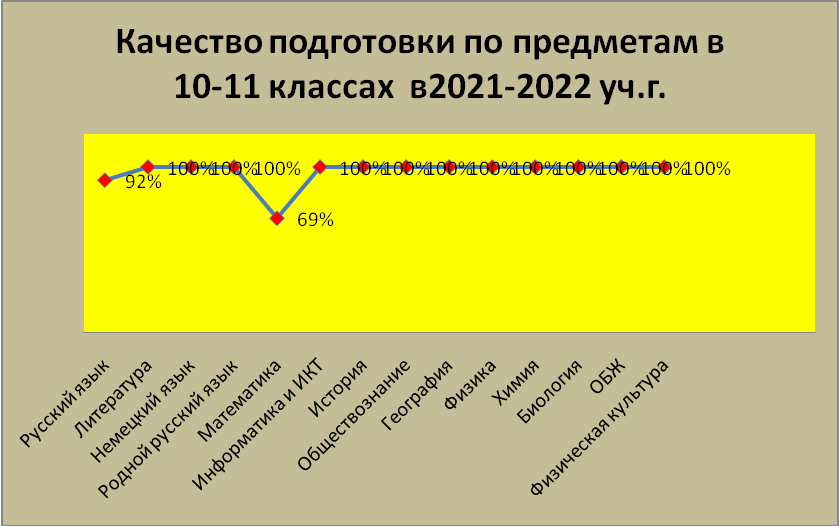 Качество подготовки по предметам в
10-11 классах в2021-2022 уч.г.
92%
100%
100%
100%
69%
100%
100%
100%
100%
100%
100%
100%
100%
100%
Русский язык
Литература
Немецкий язык
Родной русский язык
Математика
Информатика и ИКТ
История
Обществознание
География
Физика
Химия
Биология
ОБЖ
Физическая культура